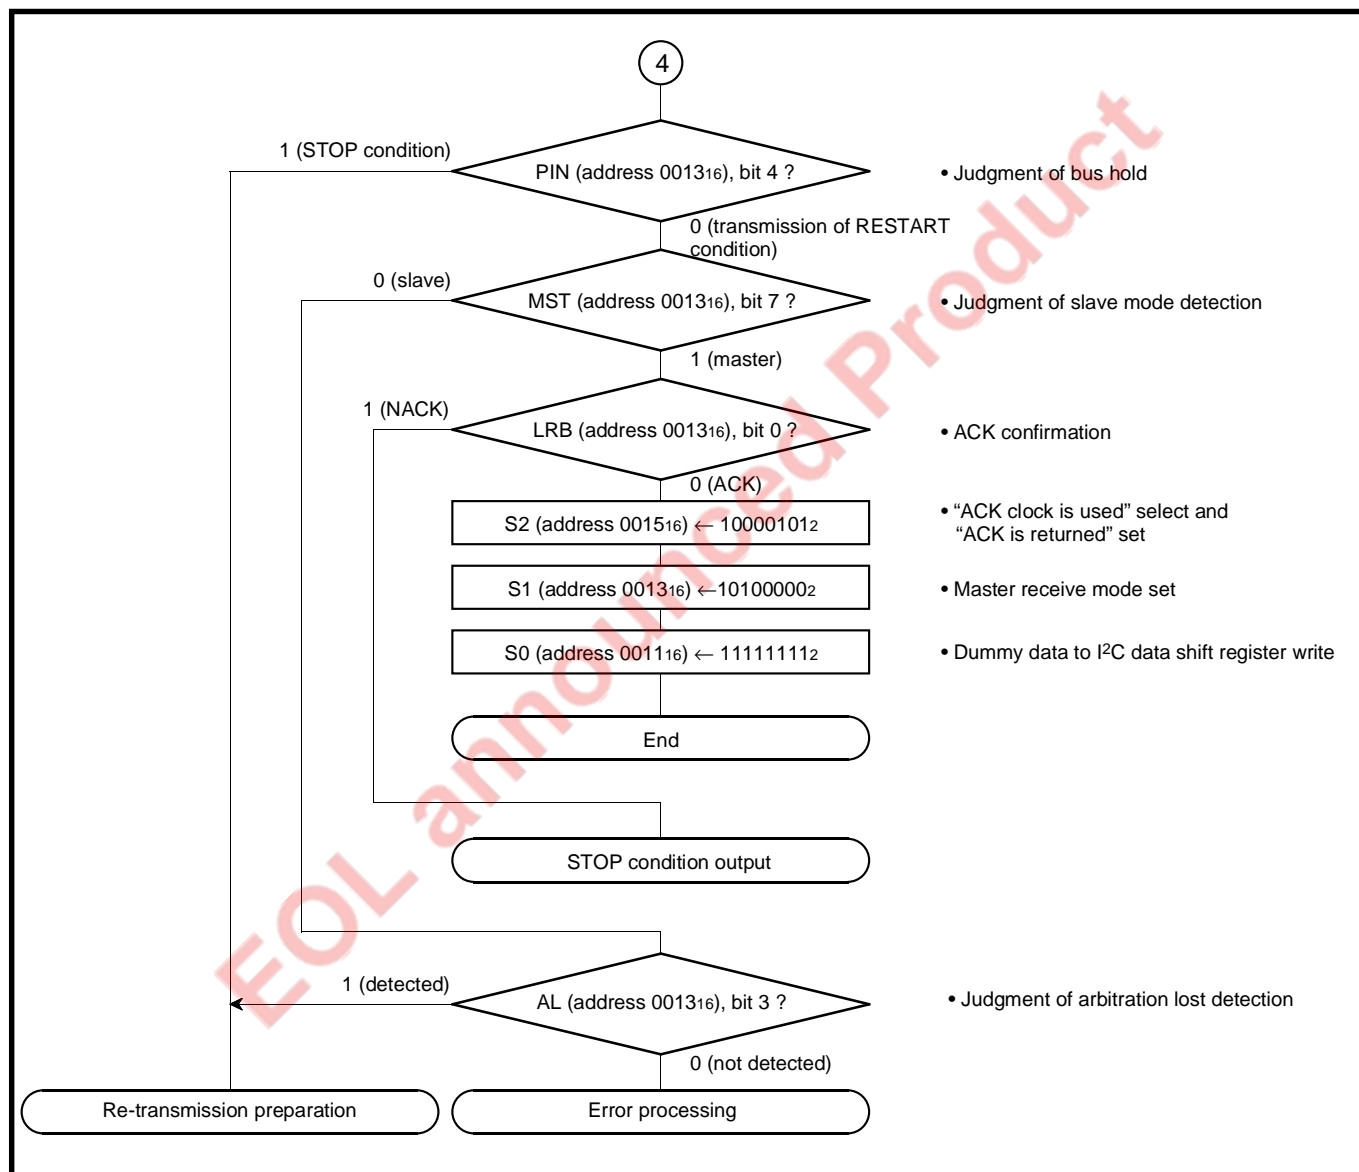 4
1 (STOP condition)
PIN (address 0013₁₆), bit 4 ?
• Judgment of bus hold
0 (transmission of RESTART
condition)
0 (slave)
MST (address 0013₁₆), bit 7 ?
• Judgment of slave mode detection
1 (master)
1 (NACK)
LRB (address 0013₁₆), bit 0 ?
• ACK confirmation
0 (ACK)
S2 (address 0015₁₆) ← 10000101₂
• “ACK clock is used” select and
“ACK is returned” set
S1 (address 0013₁₆) ←10100000₂
• Master receive mode set
S0 (address 0011₁₆) ← 11111111₂
• Dummy data to I²C data shift register write
End
STOP condition output
1 (detected)
AL (address 0013₁₆), bit 3 ?
• Judgment of arbitration lost detection
0 (not detected)
Re-transmission preparation
Error processing
EOL announced Product